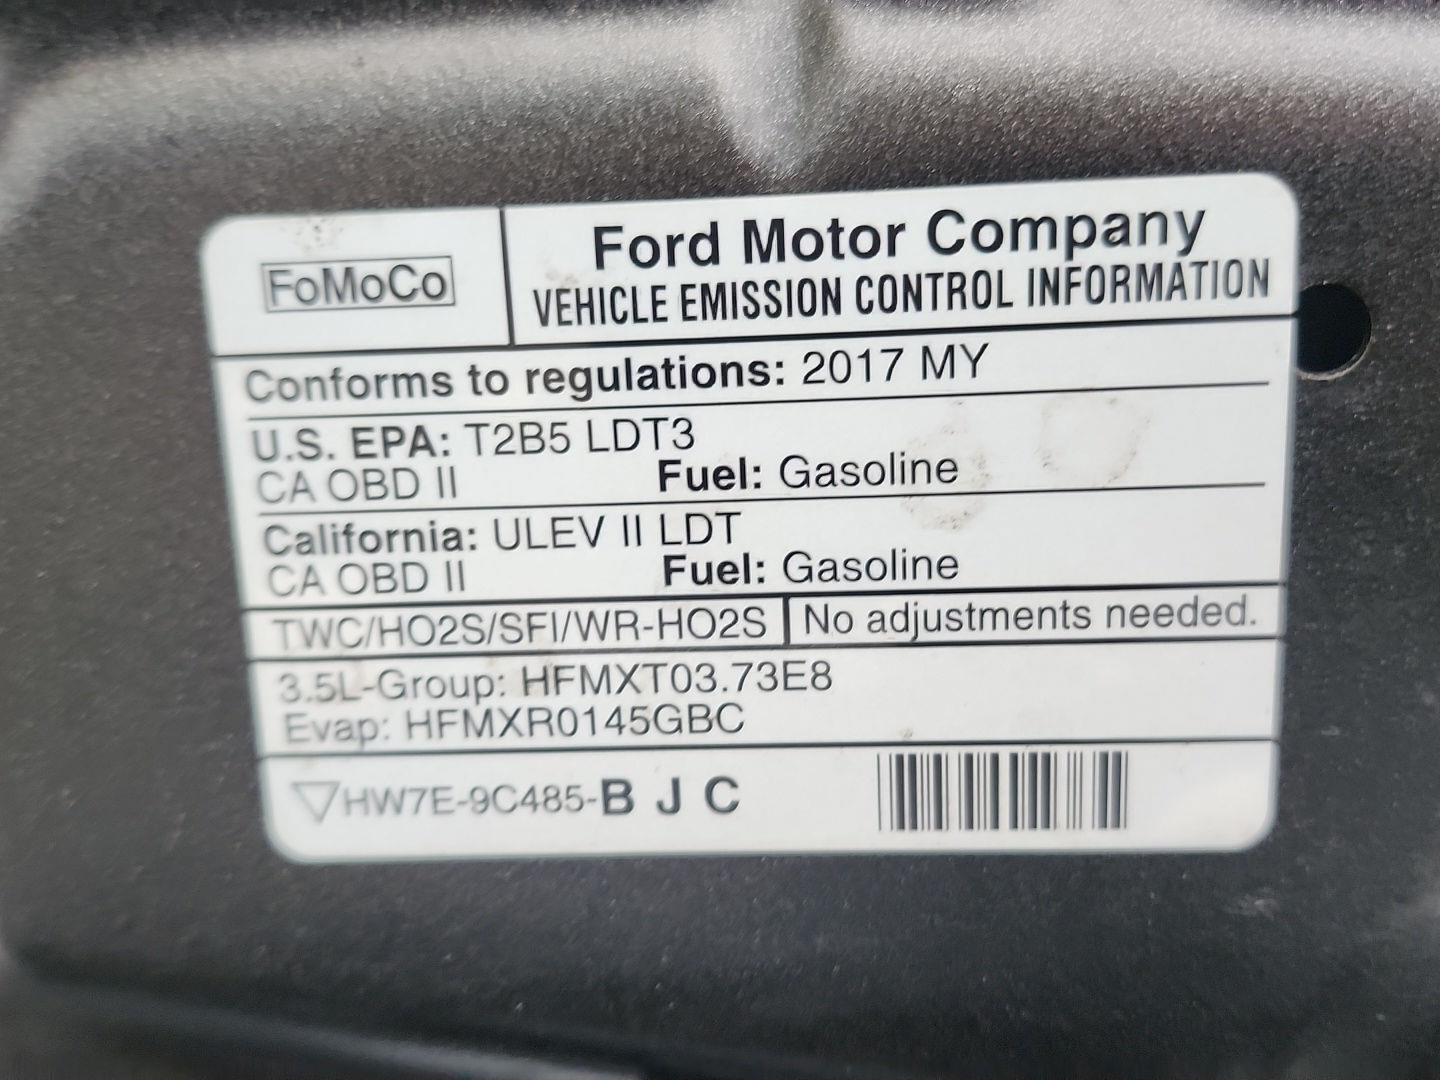 FoMoCo
Ford Motor Company
VEHICLE EMISSION CONTROL INFORMATION
Conforms to regulations: 2017 MY
U.S. EPA: T2B5 LDT3
CA OBD II Fuel: Gasoline
California: ULEV II LDT
CA OBD II Fuel: Gasoline
TWC/HO2S/SFI/WR-HO2S No adjustments needed.
3.5L-Group: HFMXT03.73E8
Evap: HFMXR0145GBC
HW7E-9C485-B J C